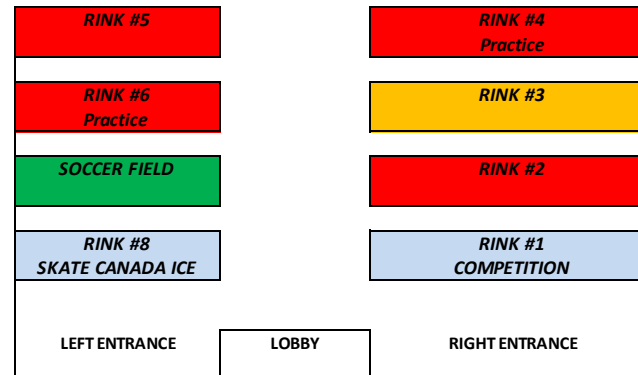 RINK #5
RINK #4
Practice
RINK #6
Practice
RINK #3
SOCCER FIELD
RINK #2
RINK #8
SKATE CANADA ICE
RINK #1
COMPETITION
LEFT ENTRANCE
LOBBY
RIGHT ENTRANCE